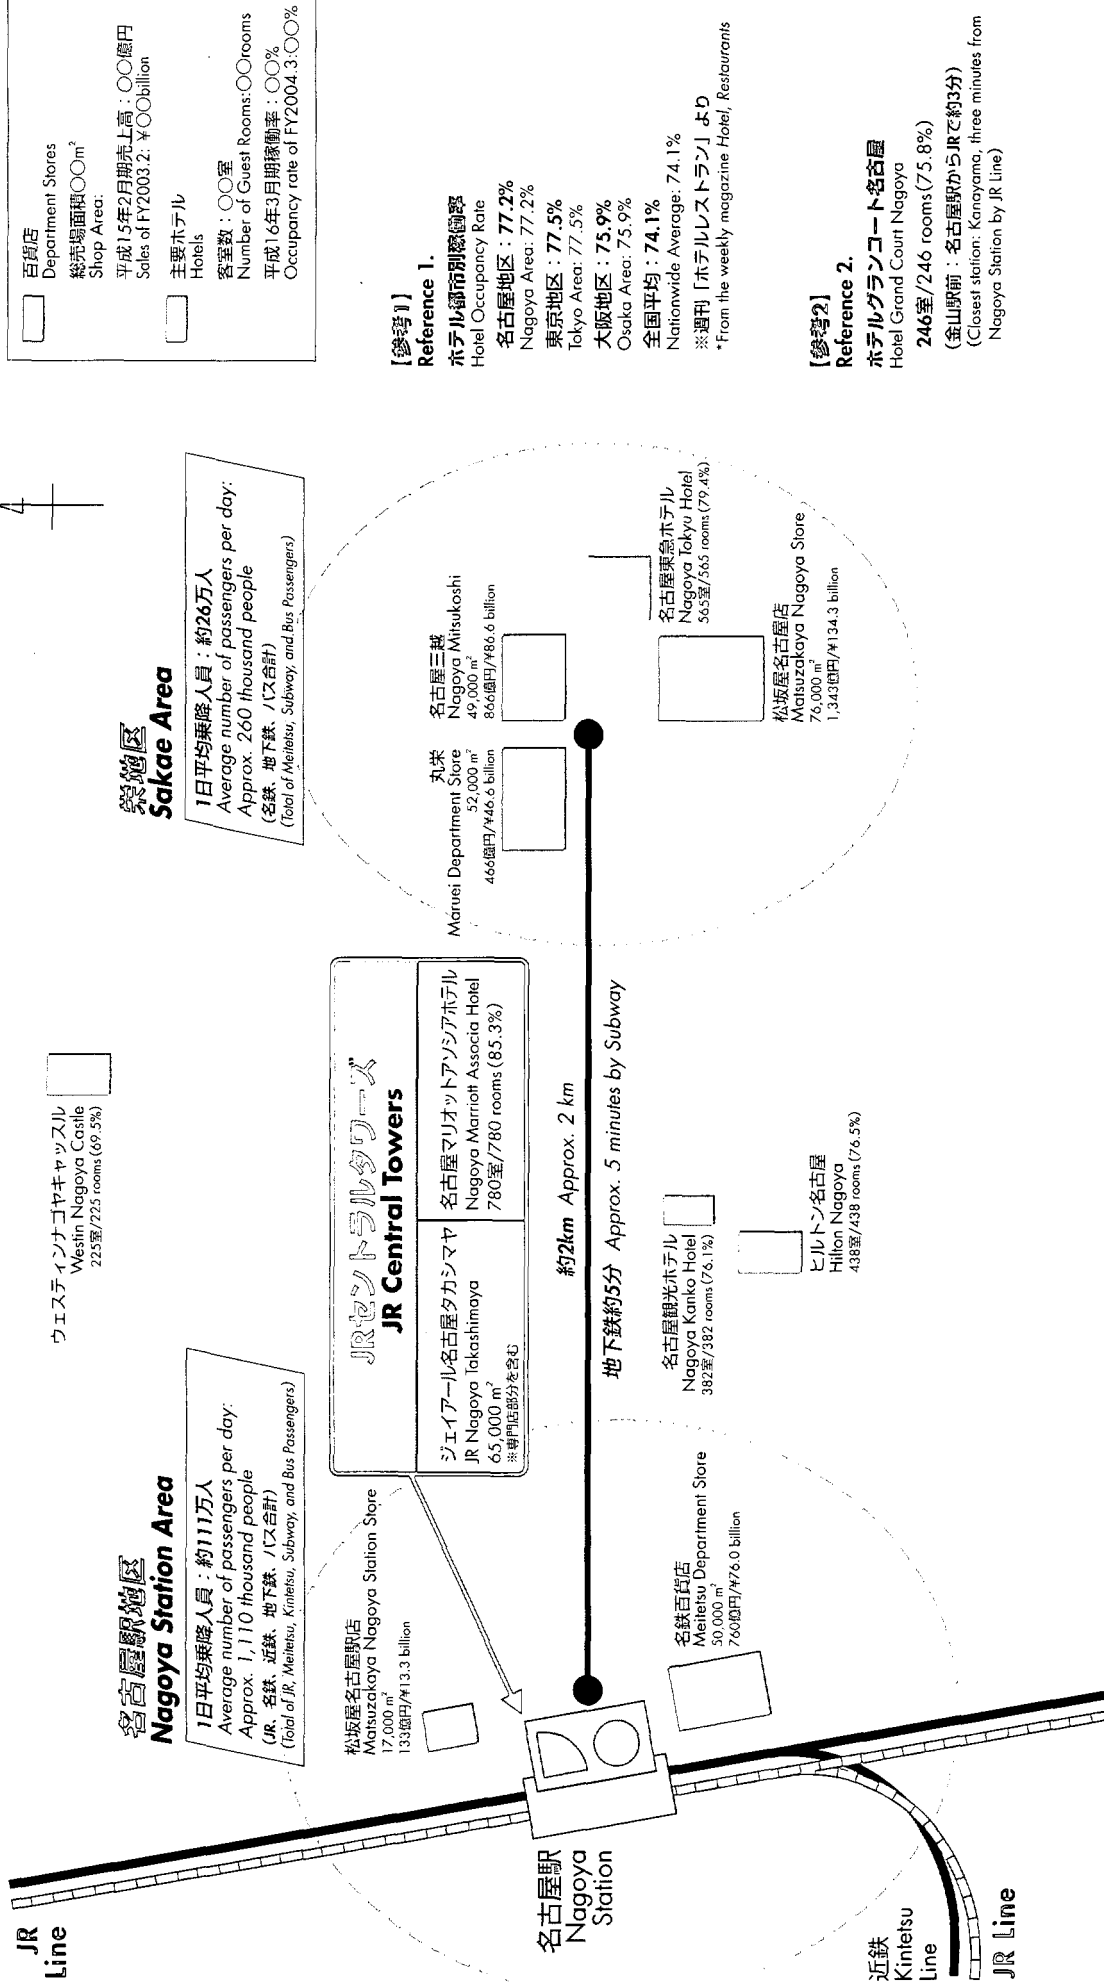 JR
Line
名古屋駅地区
Nagoya Station Area
1日平均乗降人員：約111万人
Average number of passengers per day:
Approx. 1,110 thousand people
(JR、名鉄、近鉄、地下鉄、バス合計)
(Total of JR, Meitetsu, Kintetsu, Subway, and Bus Passengers)
ウェスティンナゴヤキャッスル
Westin Nagoya Castle
225室/225 rooms (69.5%)
栄地区
Sakae Area
1日平均乗降人員：約26万人
Average number of passengers per day:
Approx. 260 thousand people
(名鉄、地下鉄、バス合計)
(Total of Meitetsu, Subway, and Bus Passengers)
百貨店
Department Stores
総売場面積○○m²
Shop Area:
平成15年2月期売上高：○○億円
Sales of FY2003.2: ¥○○billion
主要ホテル
Hotels
客室数：○○室
Number of Guest Rooms:○○rooms
平成16年3月期稼働率：○○%
Occupancy rate of FY2004.3:○○%
松坂屋名古屋駅店
Matsuzakaya Nagoya Station Store
17,000 m²
133億円/¥13.3 billion
JRセントラルタワーズ
JR Central Towers
ジェイアール名古屋タカシマヤ
JR Nagoya Takashimaya
65,000 m²
※専門店部分を含む
名古屋マリオットアソシアホテル
Nagoya Marriott Associa Hotel
780室/780 rooms (85.3%)
丸栄
Maruei Department Store
52,000 m²
466億円/¥46.6 billion
名古屋三越
Nagoya Mitsukoshi
49,000 m²
866億円/¥86.6 billion
名古屋駅
Nagoya
Station
約2km Approx. 2 km
地下鉄約5分 Approx. 5 minutes by Subway
名鉄百貨店
Meitetsu Department Store
50,000 m²
760億円/¥76.0 billion
名古屋観光ホテル
Nagoya Kanko Hotel
382室/382 rooms (76.1%)
ヒルトン名古屋
Hilton Nagoya
438室/438 rooms (76.5%)
名古屋東急ホテル
Nagoya Tokyu Hotel
565室/565 rooms (79.4%)
松坂屋名古屋店
Matsuzakaya Nagoya Store
76,000 m²
1,343億円/¥134.3 billion
近鉄
Kintetsu
Line
JR Line
【参考1】
Reference 1.
ホテル都市別稼働率
Hotel Occupancy Rate
名古屋地区：77.2%
Nagoya Area: 77.2%
東京地区：77.5%
Tokyo Area: 77.5%
大阪地区：75.9%
Osaka Area: 75.9%
全国平均：74.1%
Nationwide Average: 74.1%
※週刊「ホテルレストラン」より
*From the weekly magazine Hotel, Restaurants
【参考2】
Reference 2.
ホテルグランコート名古屋
Hotel Grand Court Nagoya
246室/246 rooms(75.8%)
(金山駅前：名古屋駅からJRで約3分)
(Closest station: Kanayama, three minutes from
Nagoya Station by JR Line)